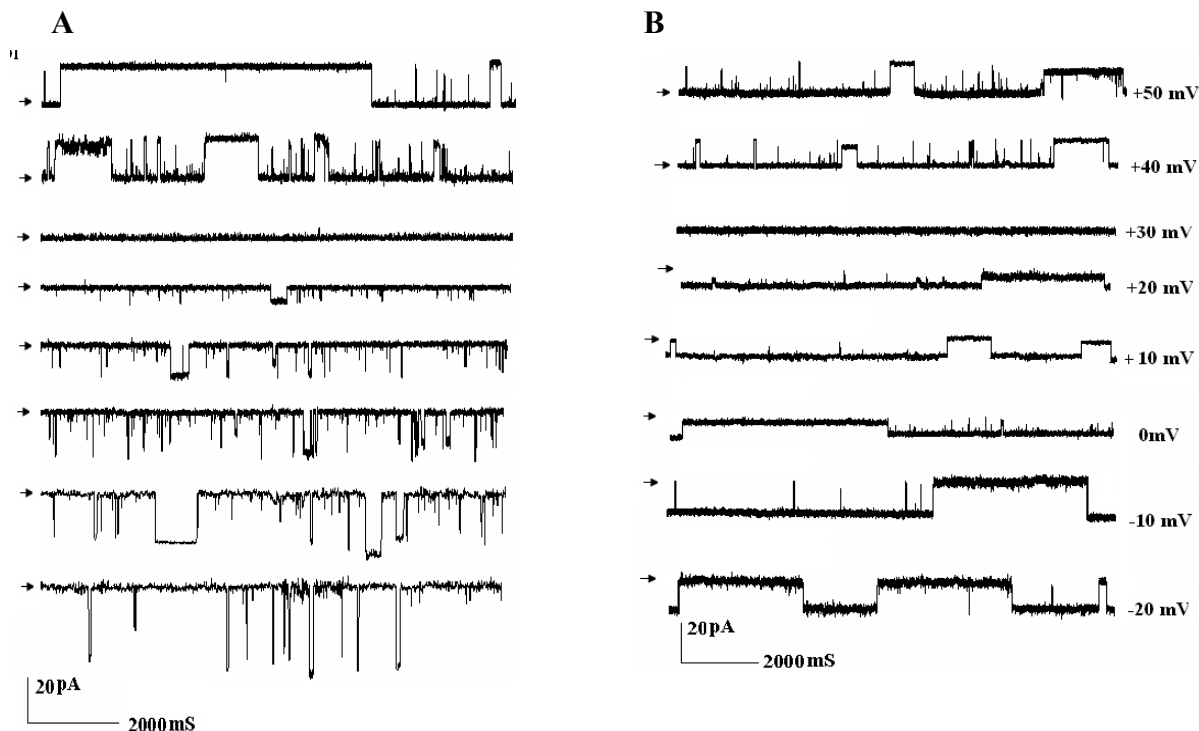 A
B
+50 mV
+40 mV
+30 mV
+20 mV
+10 mV
0mV
-10 mV
-20 mV
20pA
2000mS
20pA
2000mS